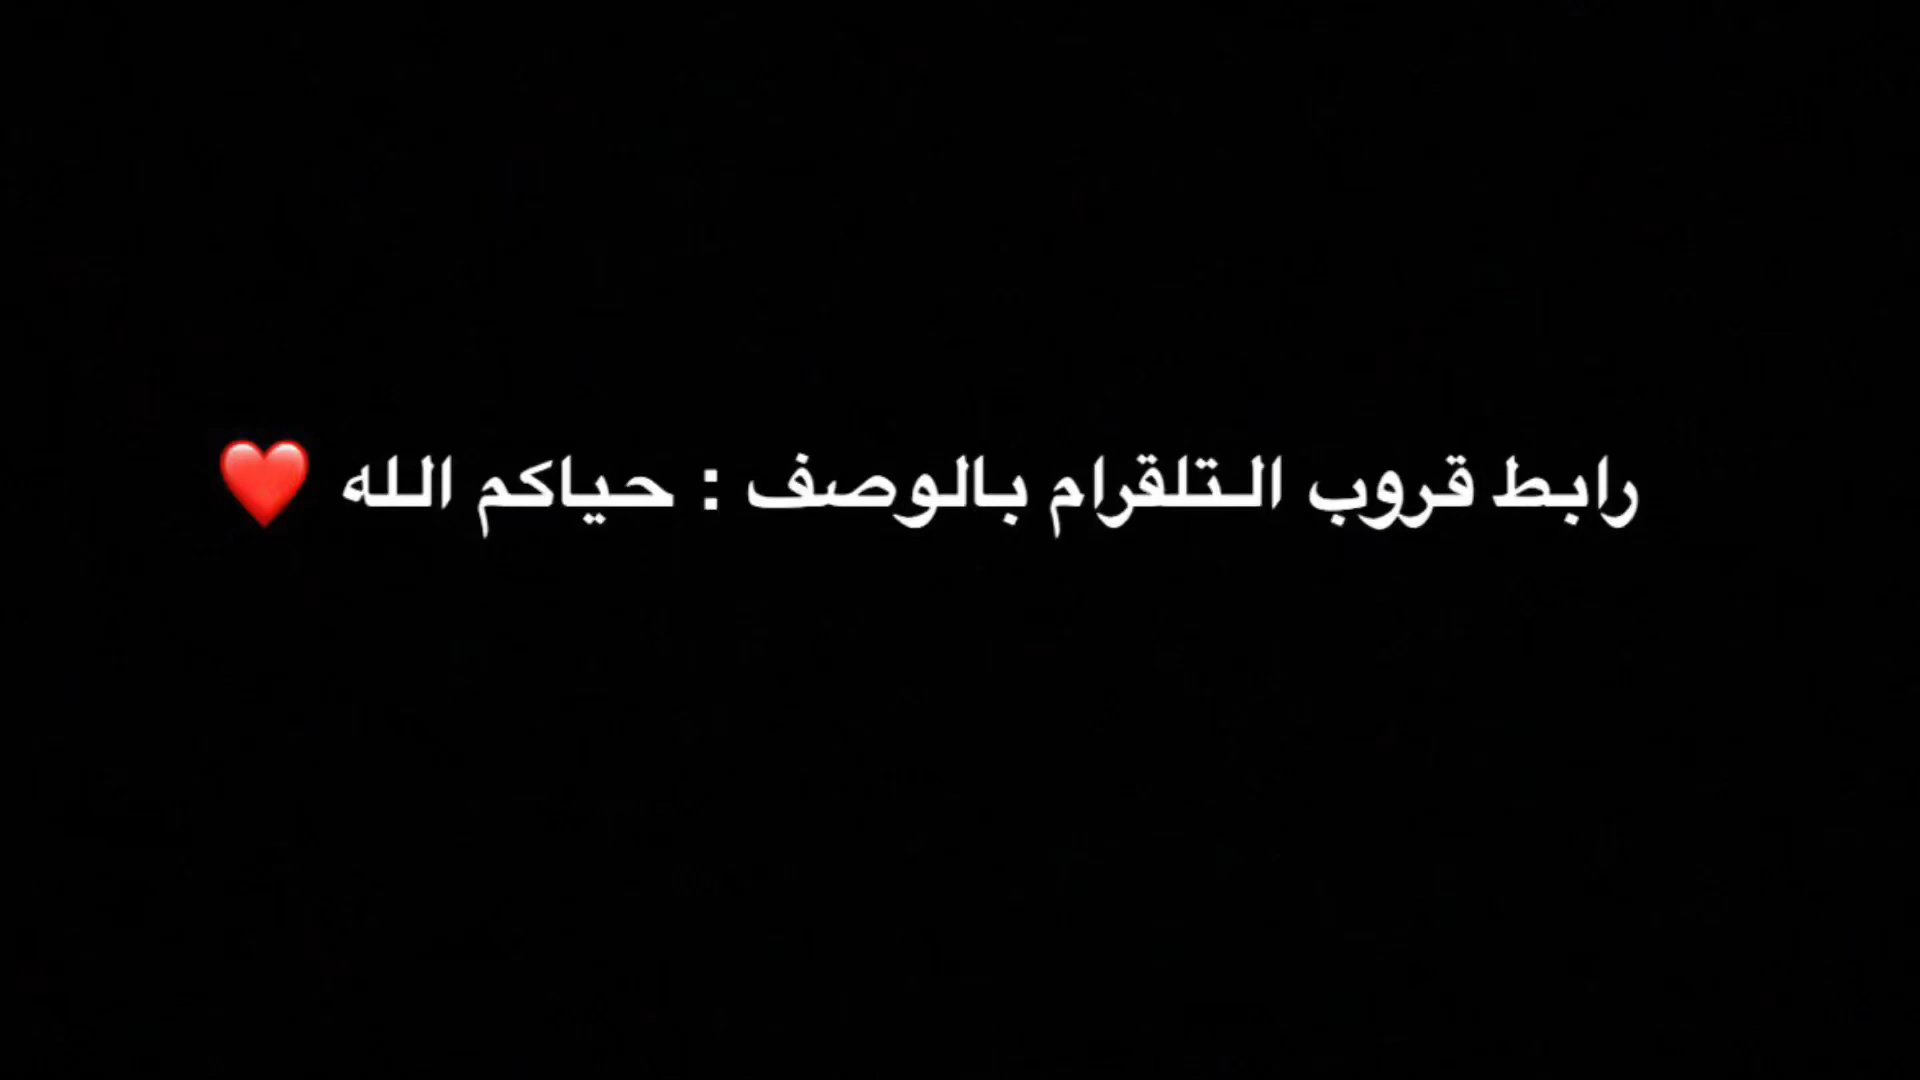 رابط قروب التلقرام بالوصف : حياكم الله ❤️